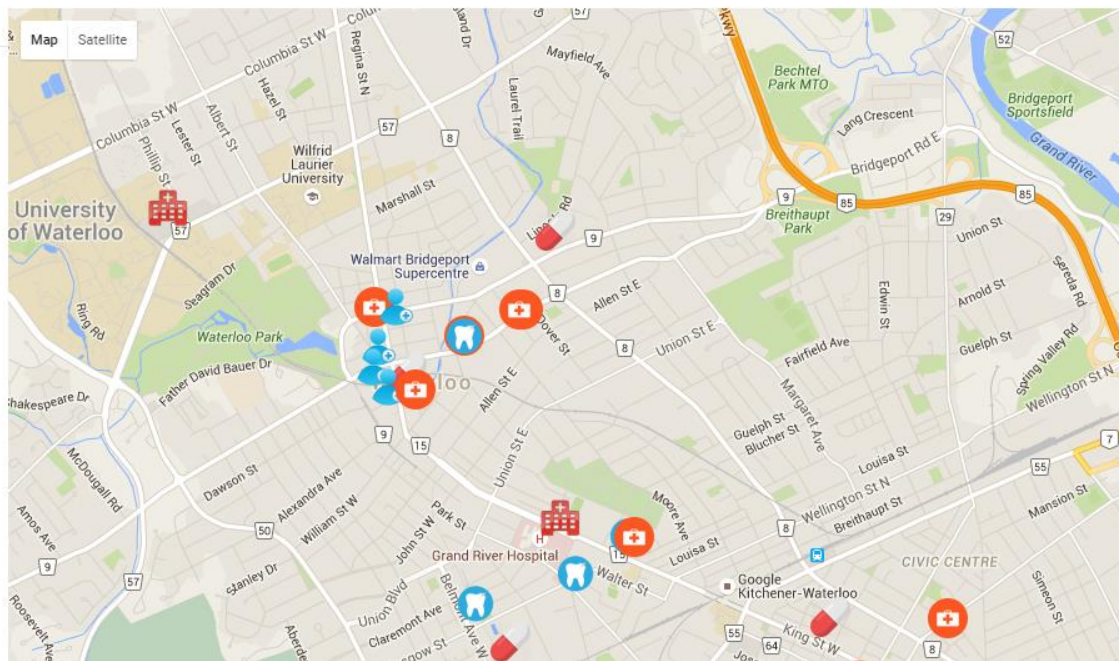 Map
Satellite
Columbia St W
Regina St N
57
Mayfield Ave
52
Bechtel
Park MTO
Bridgeport
Sportsfield
Grand River
Columbia St W
Hazel St
Albert St
Lester St
Phillip St
57
8
Laurel Trail
Lang Crescent
Bridgeport Rd E
Wilfrid
Laurier
University
Marshall St
9
85
85
29
Union St
University
of Waterloo
57
9
Breithaupt
Park
Walmart Bridgeport
Supercentre
Seagram Dr
Sereda Rd
Ring Rd
Waterloo Park
8
Allen St E
Edwin St
Arnold St
Dover St
8
Union St E
Fairfield Ave
Guelph St
Spring Valley Rd
Father David Bauer Dr
Allen St E
Margaret Ave
Wellington St N
Shakespeare Dr
9
15
Guelph St
Blucher St
7
McDougall Rd
Dawson St
Union St E
Louisa St
55
Alexandra Ave
William St W
Wellington St N
Mansion St
Amos Ave
50
Park St
Moore Ave
8
Breithaupt St
John St W
Grand River Hospital
H
15
Louisa St
CIVIC CENTRE
9
57
Stanley Dr
Walter St
Google
Kitchener-Waterloo
Simeon St
Roosevelt Ave
Union Blvd
Belmont Ave W
Claremont Ave
55
64
King St W
8